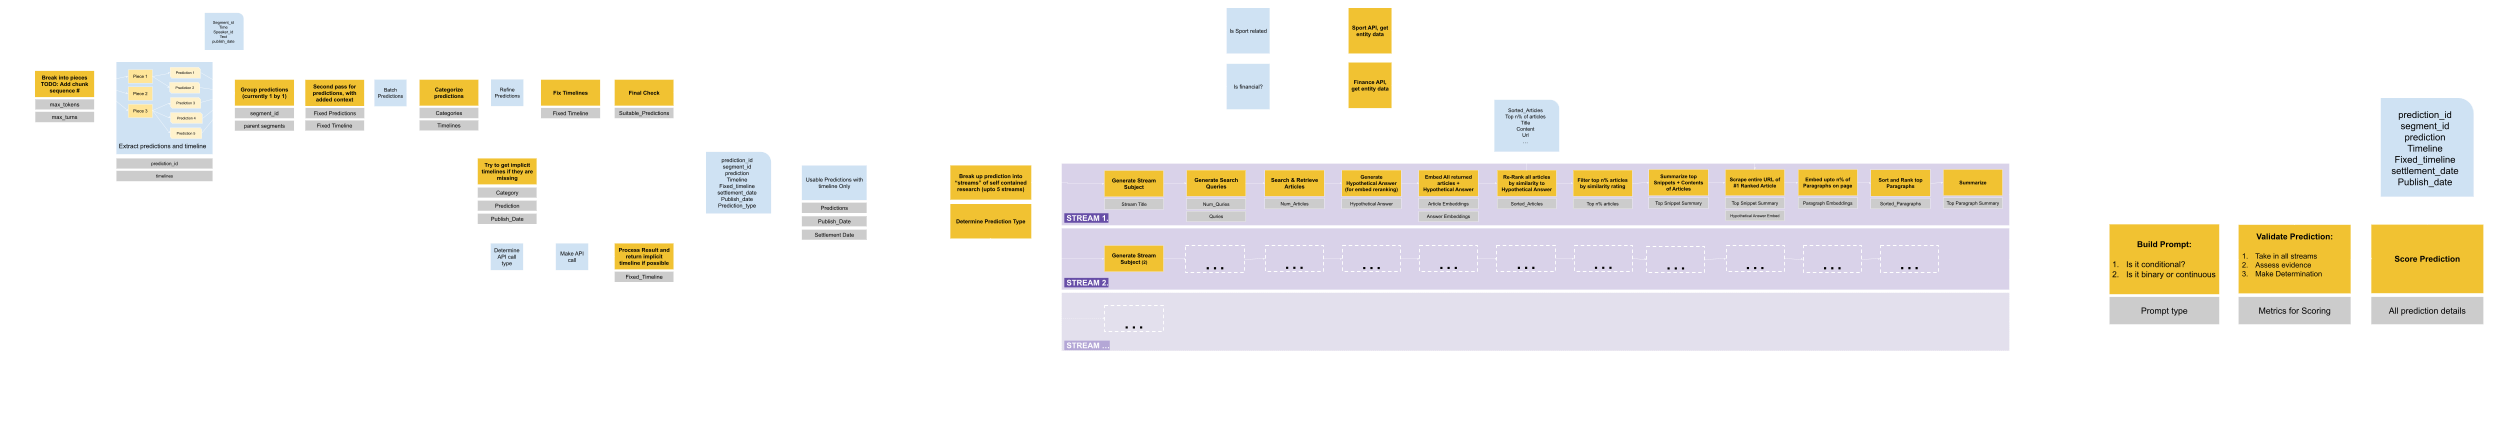 Segment_id
Time
Speaker_id
Text
publish_date
Break into pieces
TODO: Add chunk
sequence #
max_tokens
max_turns
Piece 1
Piece 2
Piece 3
Prediction 1
Prediction 2
Prediction 3
Prediction 4
Prediction 5
Extract predictions and timeline
prediction_id
timelines
Group predictions
(currently 1 by 1)
segment_id
parent segments
Second pass for
predictions, with
added context
Fixed Predictions
Fixed Timeline
Batch
Predictions
Categorize
predictions
Categories
Timelines
Refine
Predictions
Fix Timelines
Fixed Timeline
Final Check
Suitable_Predictions
Try to get implicit
timelines if they are
missing
Category
Prediction
Publish_Date
Determine
API call
type
Make API
call
Process Result and
return implicit
timeline if possible
Fixed_Timeline
prediction_id
segment_id
prediction
Timeline
Fixed_timeline
settlement_date
Publish_date
Prediction_type
Usable Predictions with
timeline Only
Predictions
Publish_Date
Settlement Date
Break up prediction into
"streams" of self contained
research (upto 5 streams)
Determine Prediction Type
Is Sport related
Is financial?
Sport API, get
entity data
Finance API,
get entity data
Sorted_Articles
Top n% of articles
Title
Content
Url
...
Generate Stream
Subject
Stream Title
Generate Search
Queries
Num_Quries
Quries
Search & Retrieve
Articles
Num_Articles
Generate
Hypothetical Answer
(for embed reranking)
Hypothetical Answer
Embed All returned
articles +
Hypothetical Answer
Article Embeddings
Answer Embeddings
Re-Rank all articles
by similarity to
Hypothetical Answer
Sorted_Articles
Filter top n% articles
by similarity rating
Top n% articles
Summarize top
Snippets + Contents
of Articles
Top Snippet Summary
Scrape entire URL of
#1 Ranked Article
Top Snippet Summary
Hypothetical Answer Embed
Embed upto n% of
Paragraphs on page
Paragraph Embeddings
Sort and Rank top
Paragraphs
Sorted_Paragraphs
Summarize
Top Paragraph Summary
STREAM 1.
Generate Stream
Subject (2)
...
...
...
...
...
...
...
...
...
...
STREAM 2.
...
STREAM ...
prediction_id
segment_id
prediction
Timeline
Fixed_timeline
settlement_date
Publish_date
Build Prompt:
1. Is it conditional?
2. Is it binary or continuous
Prompt type
Validate Prediction:
1. Take in all streams
2. Assess evidence
3. Make Determination
Metrics for Scoring
Score Prediction
All prediction details